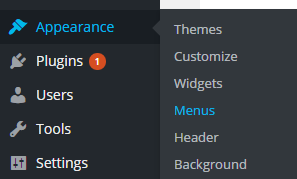 Appearance
Plugins 1
Users
Tools
Settings
Themes
Customize
Widgets
Menus
Header
Background